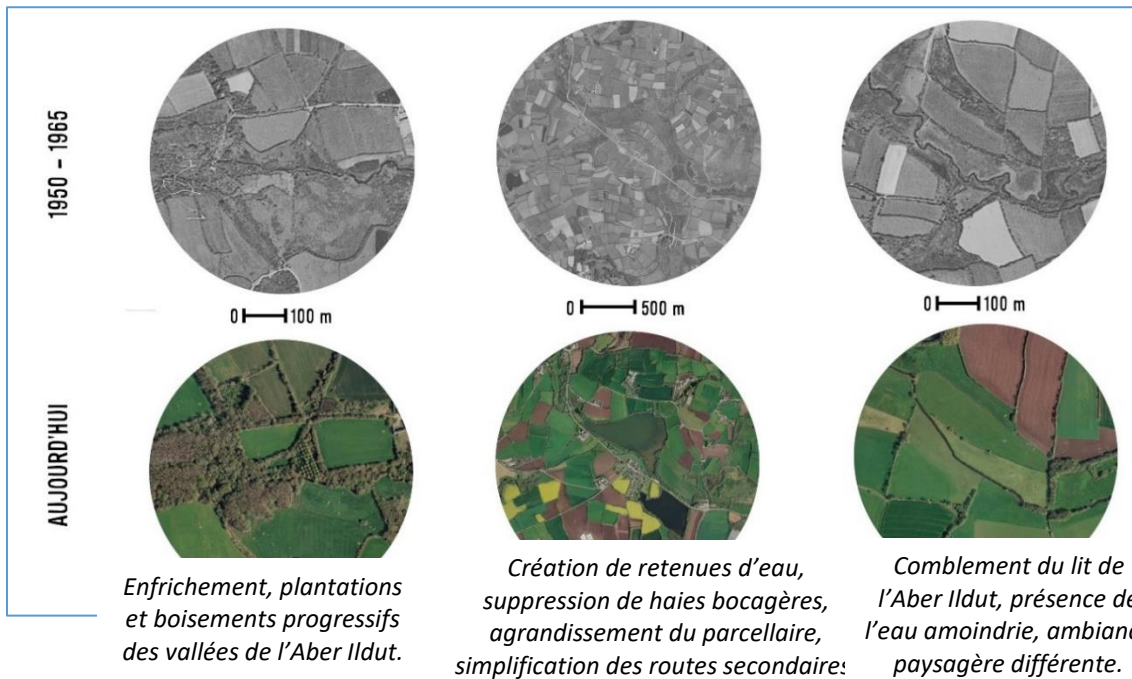 1950 - 1965
0 100 m
0 500 m
0 100 m
AUJOURD'HUI
Enfrichement, plantations
et boisements progressifs
des vallées de l’Aber Ildut.
Création de retenues d’eau,
suppression de haies bocagères,
agrandissement du parcellaire,
simplification des routes secondaires
Comblement du lit de
l’Aber Ildut, présence de
l’eau amoindrie, ambianc
paysagère différente.